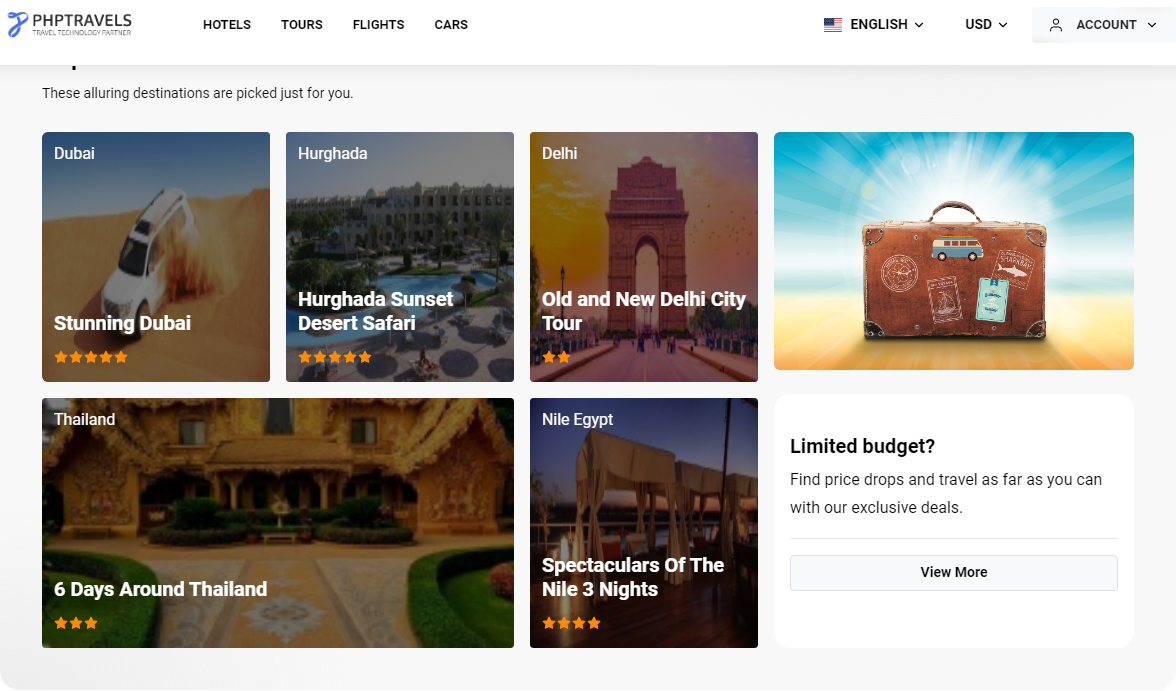 PHPTRAVELS
TRAVEL TECHNOLOGY PARTNER
HOTELS
TOURS
FLIGHTS
CARS
ENGLISH
USD
ACCOUNT
These alluring destinations are picked just for you.
Dubai
Stunning Dubai
Hurghada
Hurghada Sunset
Desert Safari
Delhi
Old and New Delhi City
Tour
Thailand
6 Days Around Thailand
Nile Egypt
Spectaculars Of The
Nile 3 Nights
Limited budget?
Find price drops and travel as far as you can
with our exclusive deals.
View More